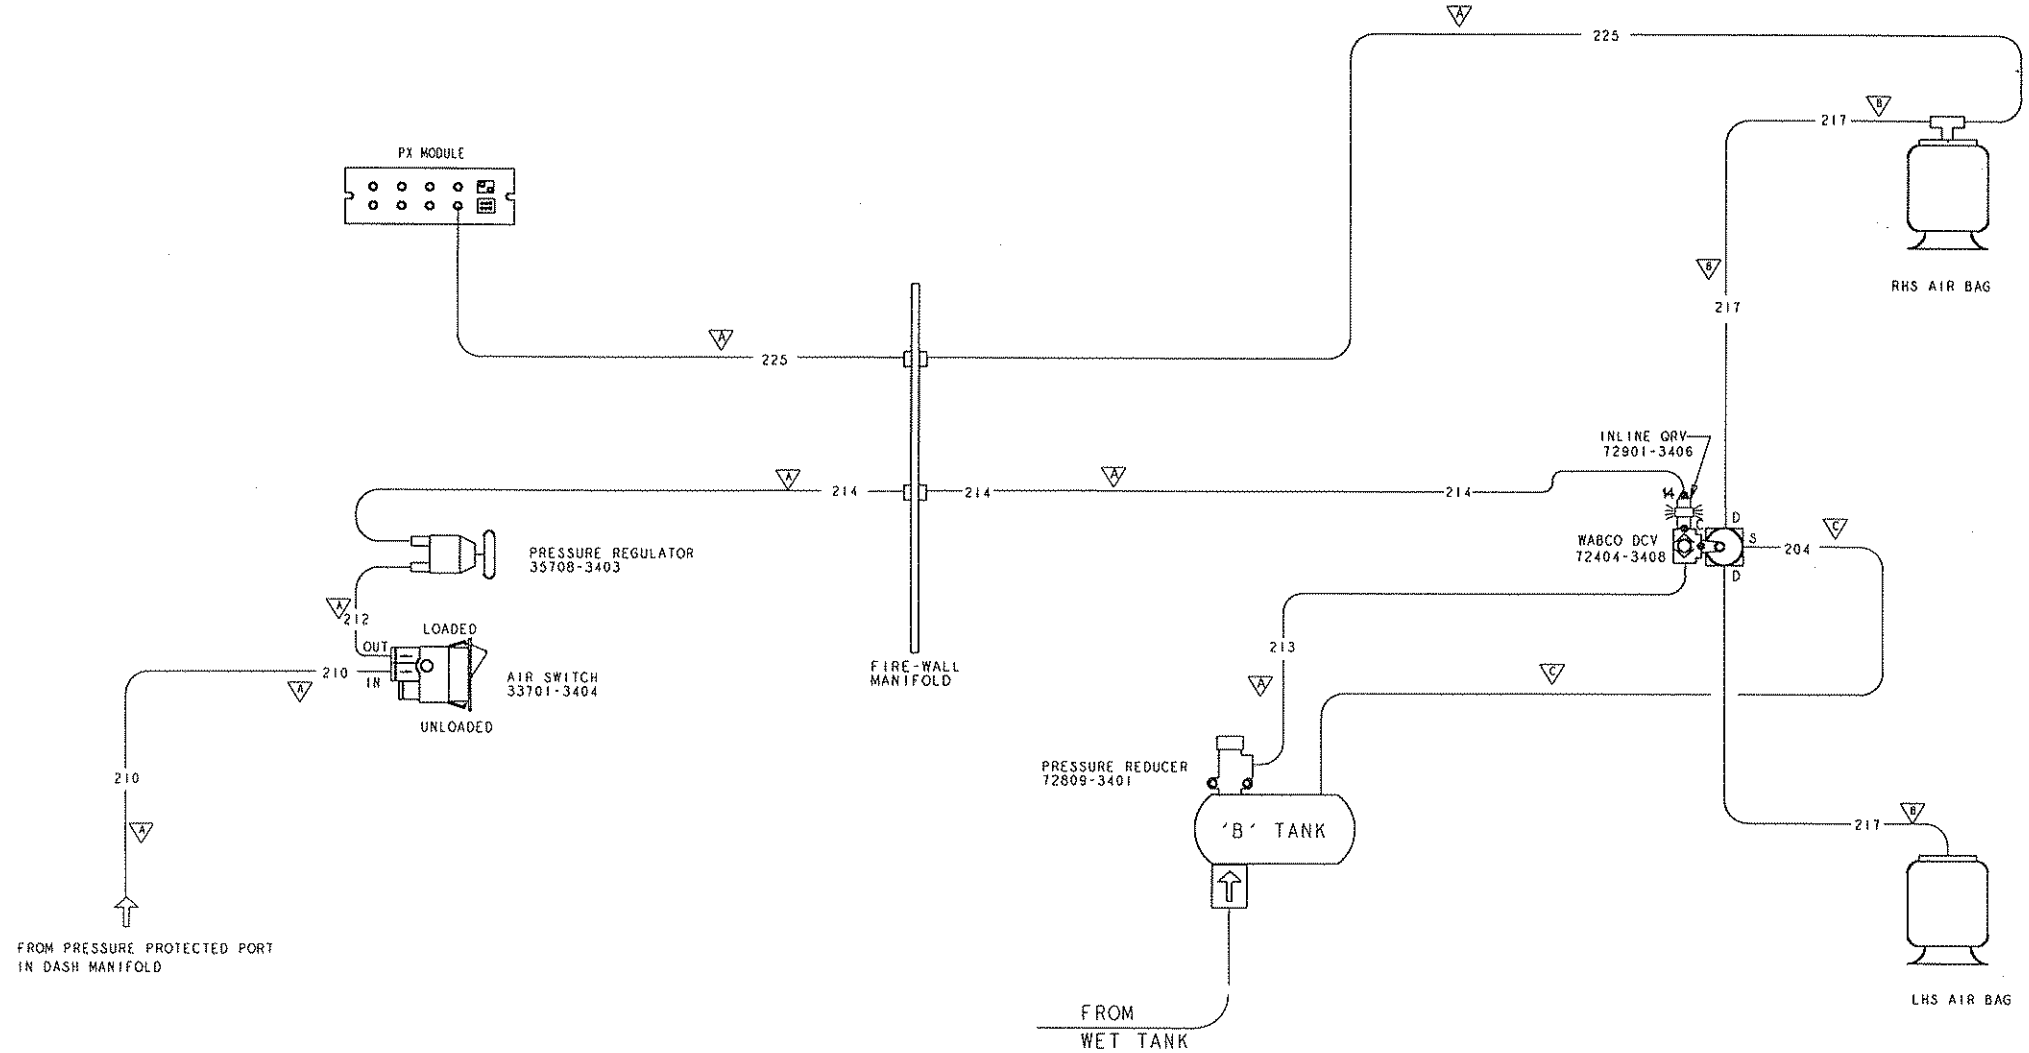 A
225
B
217
PX MODULE
B
RHS AIR BAG
217
A
225
INLINE QRV
72901-3406
A
A
214
214
214
14
C
D
S
C
WABCO DCV
72404-3408
204
D
PRESSURE REGULATOR
35708-3403
A
212
LOADED
OUT
213
210
IN
AIR SWITCH
33701-3404
FIRE-WALL
MANIFOLD
A
A
C
UNLOADED
PRESSURE REDUCER
72809-3401
210
A
'B' TANK
B
217
FROM PRESSURE PROTECTED PORT
IN DASH MANIFOLD
LHS AIR BAG
FROM
WET TANK